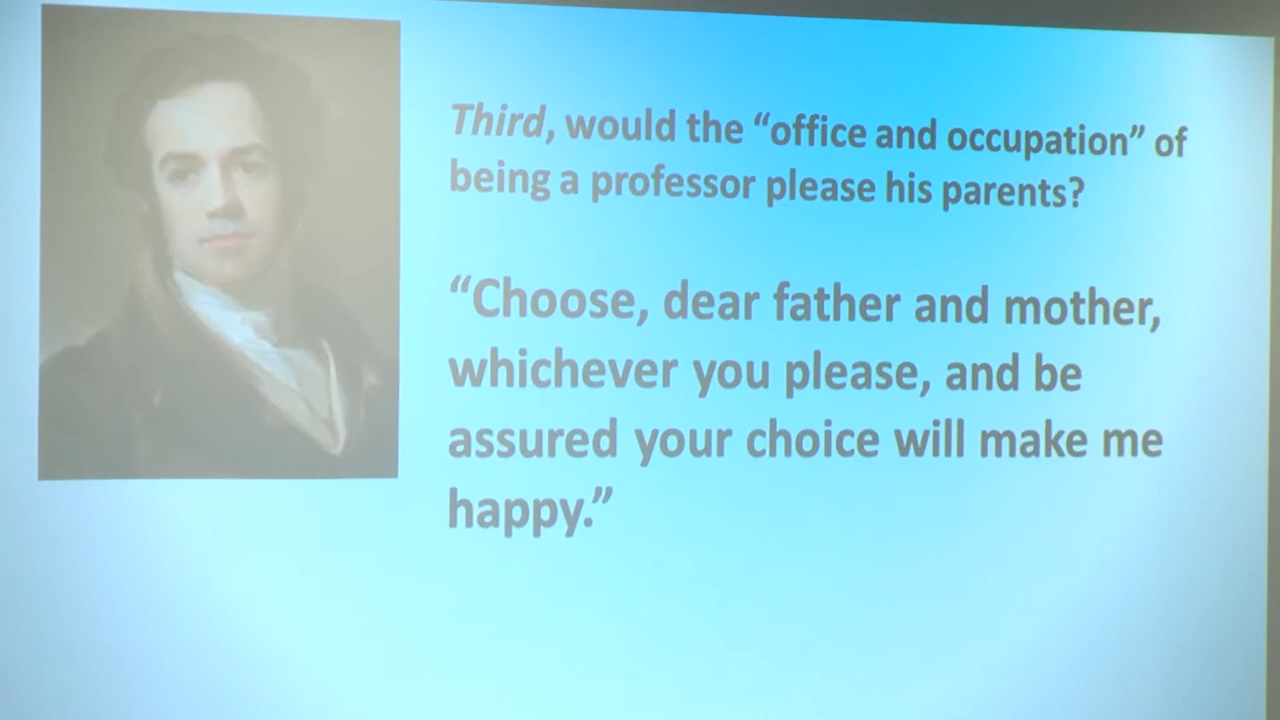 Third, would the “office and occupation” of
being a professor please his parents?
“Choose, dear father and mother,
whichever you please, and be
assured your choice will make me
happy.”